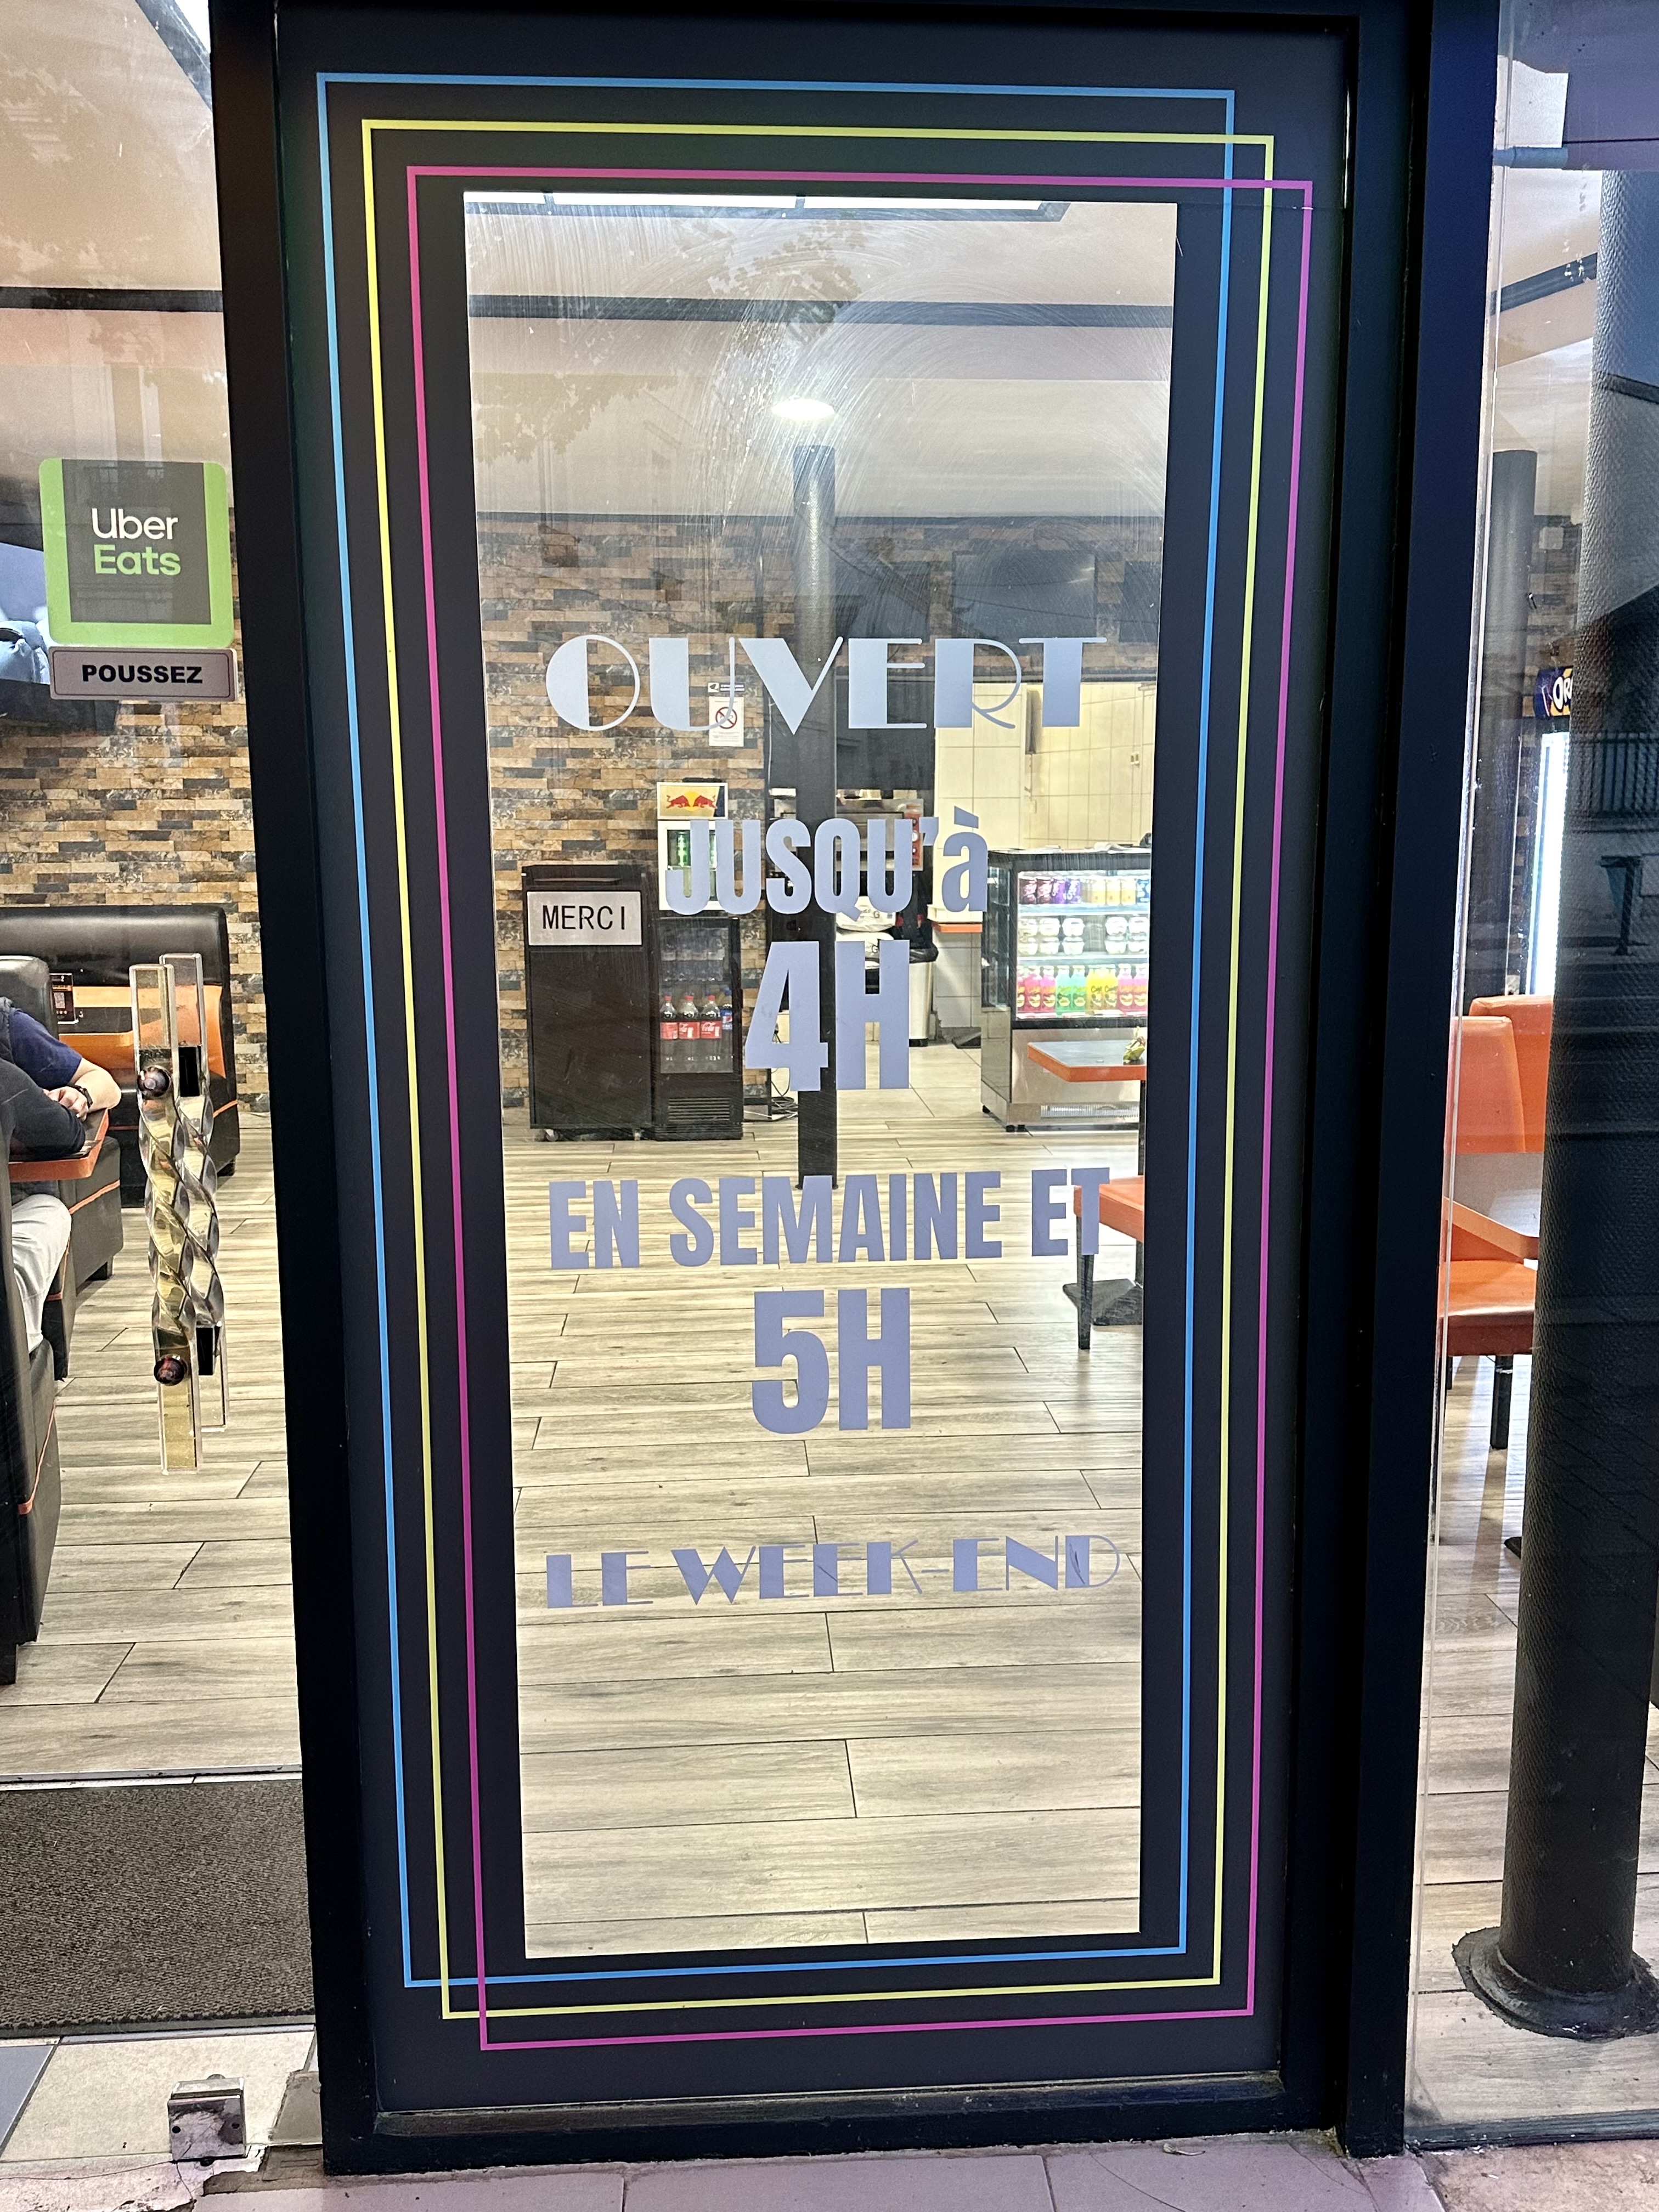 Uber
Eats
POUSSEZ
OUVERT
JUSQU'à
4H
EN SEMAINE ET
5H
LE WEEK-END
MERCI